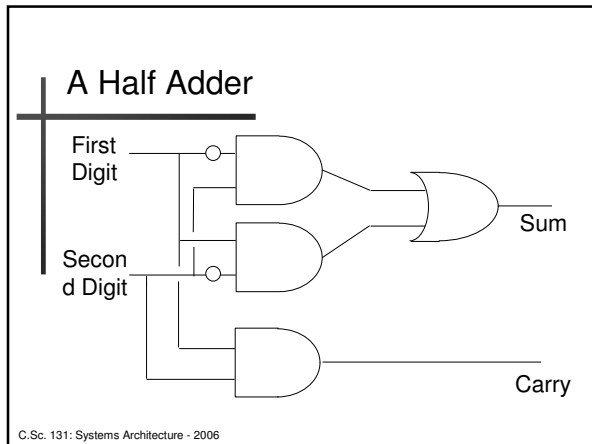 A Half Adder
First
Digit
Sum
Secon
d Digit
Carry
C.Sc. 131: Systems Architecture - 2006